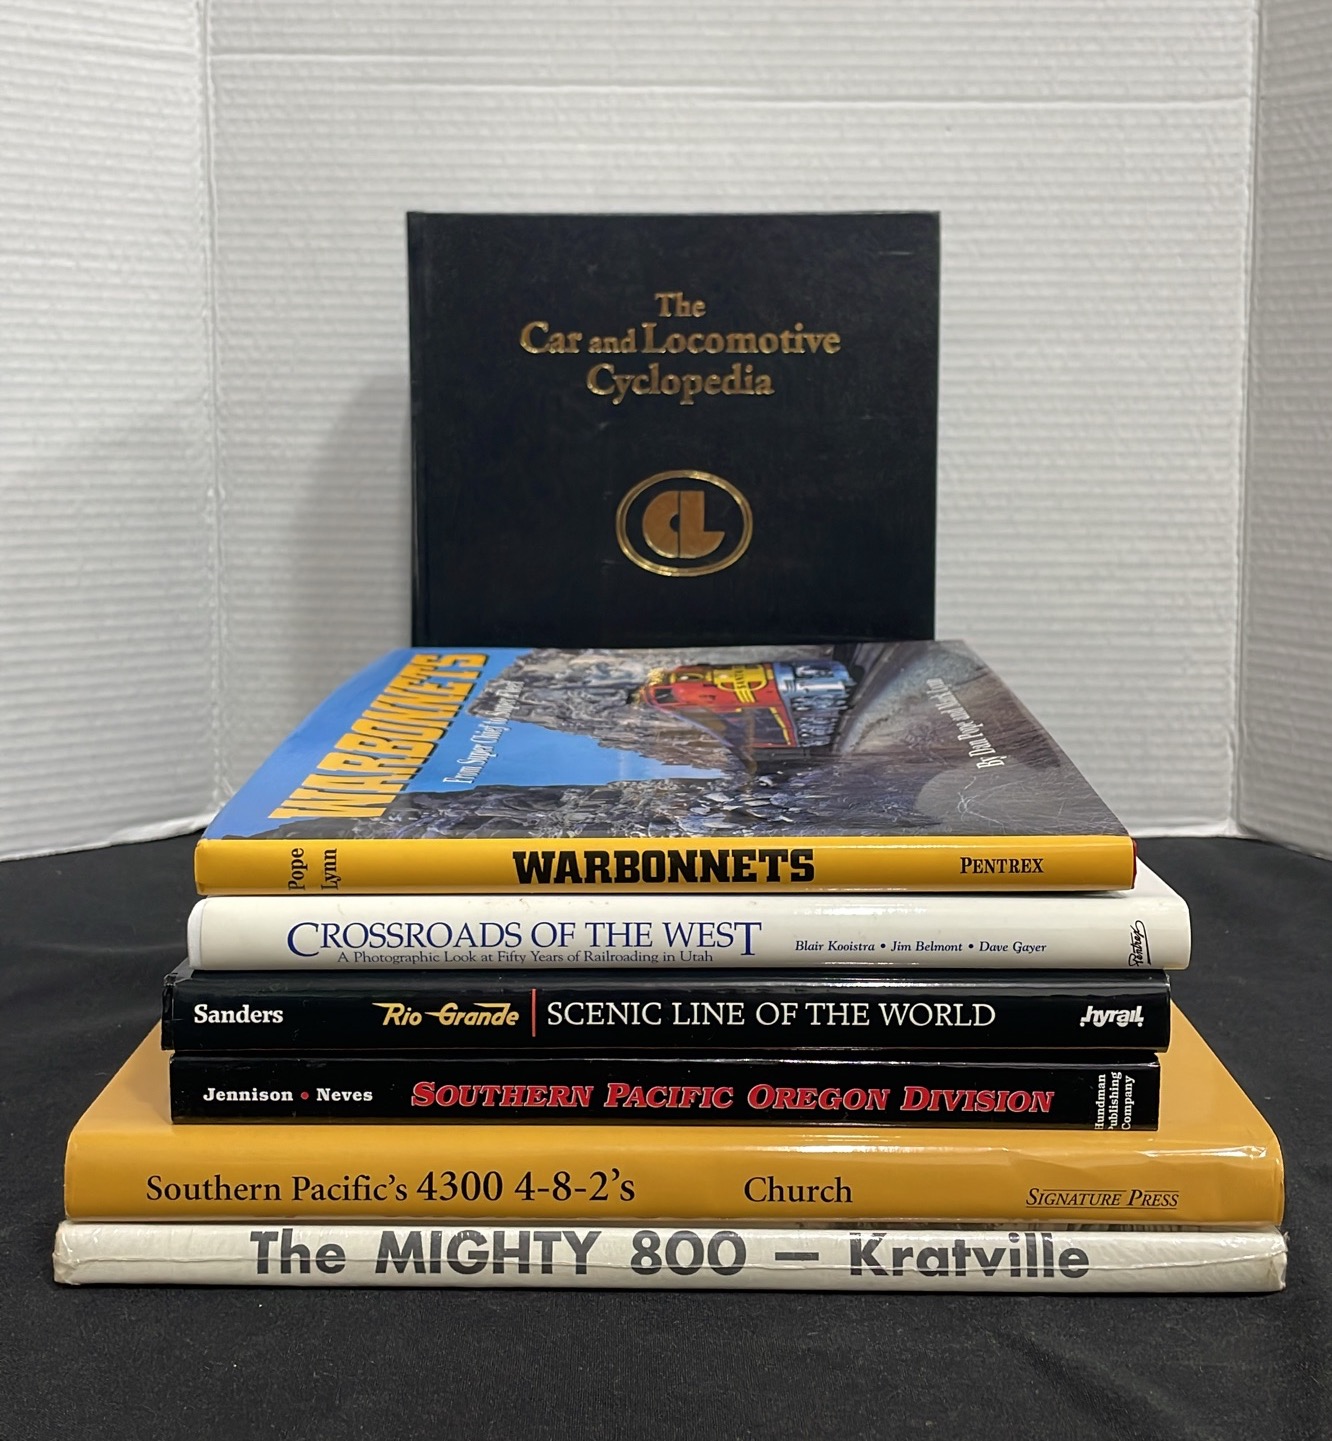 The
Car and Locomotive
Cyclopedia
CL
WARBONNETS
From Super Chief to Super Fleet
By Dan Pope and Mark Lynn
SANTA FE
Pope
Lynn
WARBONNETS
PENTREX
CROSSROADS OF THE WEST
A Photographic Look at Fifty Years of Railroading in Utah
Blair Kooistra • Jim Belmont • Dave Gayer
Pentrex
Sanders
Rio Grande
SCENIC LINE OF THE WORLD
hyrail
Jennison • Neves
SOUTHERN PACIFIC OREGON DIVISION
Hundman
Publishing
Company
Southern Pacific's 4300 4-8-2's
Church
SIGNATURE PRESS
The MIGHTY 800 — Kratville